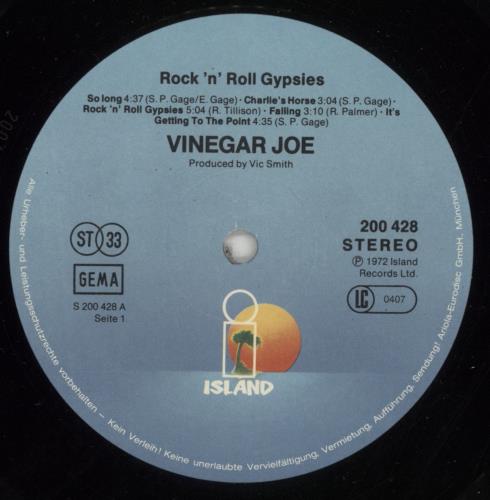 Rock 'n' Roll Gypsies
So long 4:37 (S. P. Gage/E. Gage) · Charlie's Horse 3:04 (S. P. Gage) ·
Rock 'n' Roll Gypsies 5:04 (R. Tillison) · Falling 3:10 (R. Palmer) · It's
Getting To The Point 4:35 (S. P. Gage)
VINEGAR JOE
Produced by Vic Smith
ST 33
GEMA
S 200 428 A
Seite 1
200 428
STEREO
℗ 1972 Island
Records Ltd.
LC 0407
ISLAND
Alle Urheber- und Leistungsschutzrechte vorbehalten – Kein Verleih! Keine unerlaubte Vervielfältigung, Vermietung, Aufführung, Sendung! Ariola-Eurodisc GmbH, München